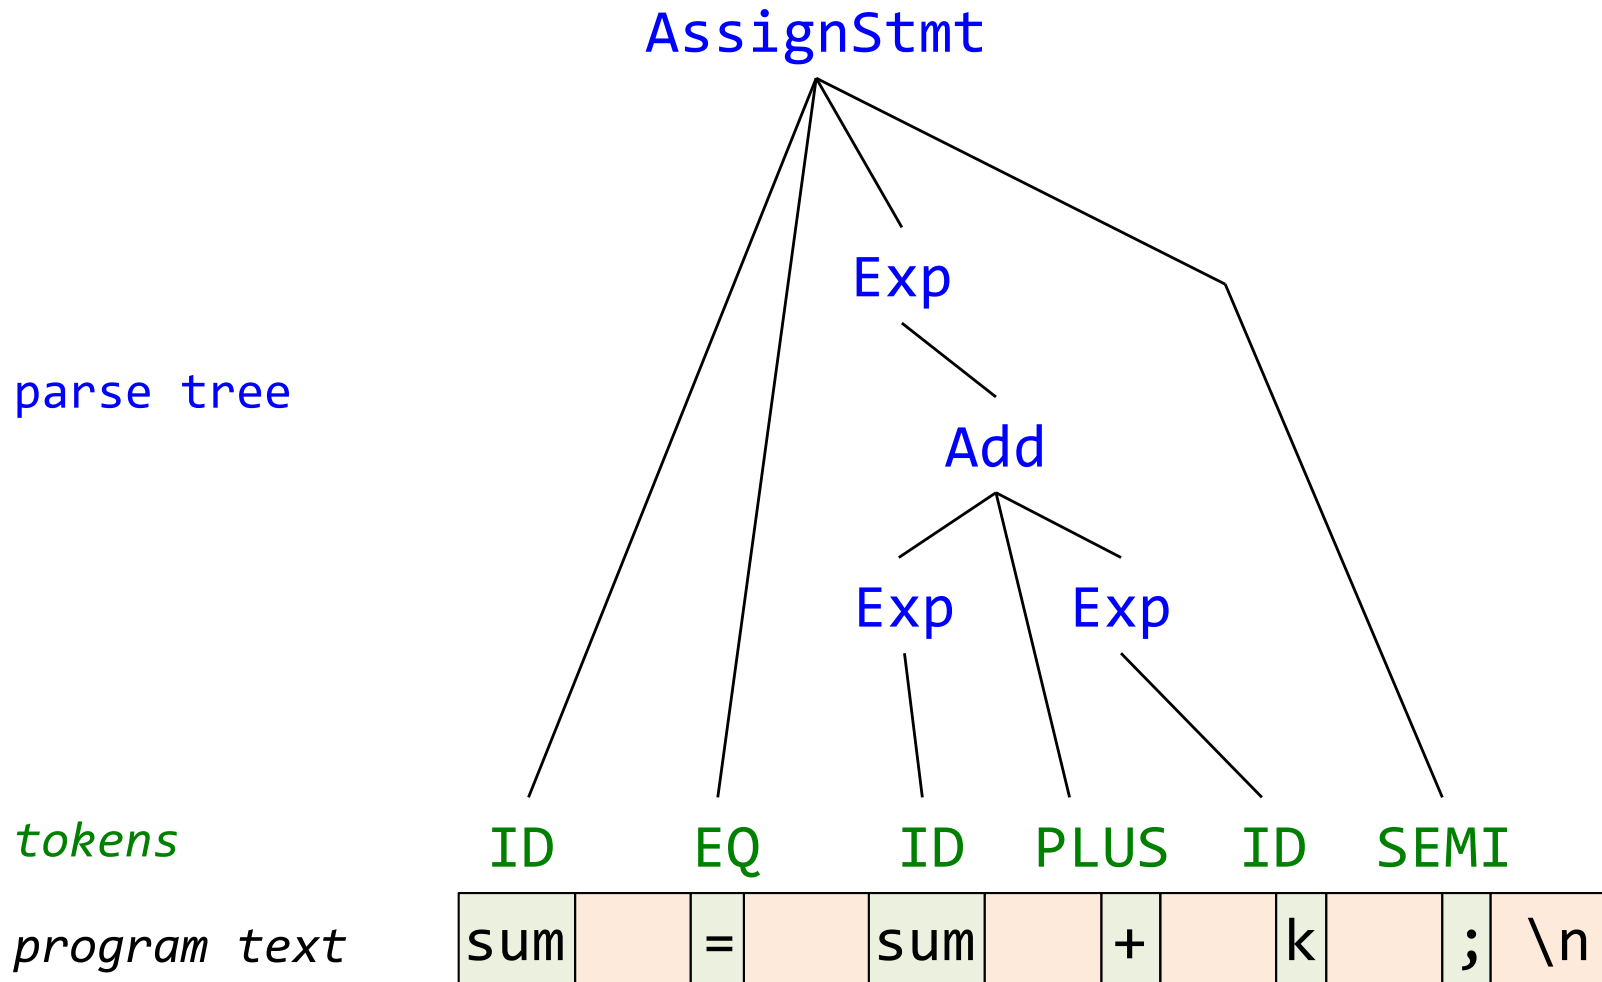 AssignStmt
Exp
parse tree
Add
Exp Exp
tokens ID EQ ID PLUS ID SEMI
program text sum = sum + k ; \n